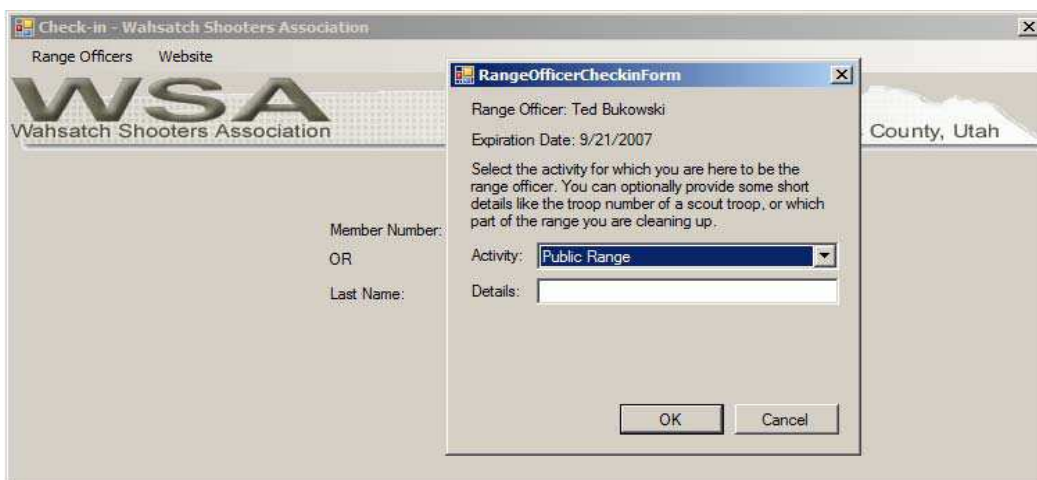 Check-in - Wahsatch Shooters Association
Range Officers Website
WSA
Wahsatch Shooters Association
County, Utah
Member Number:
OR
Last Name:
RangeOfficerCheckinForm
Range Officer: Ted Bukowski
Expiration Date: 9/21/2007
Select the activity for which you are here to be the
range officer. You can optionally provide some short
details like the troop number of a scout troop, or which
part of the range you are cleaning up.
Activity: Public Range
Details:
OK Cancel